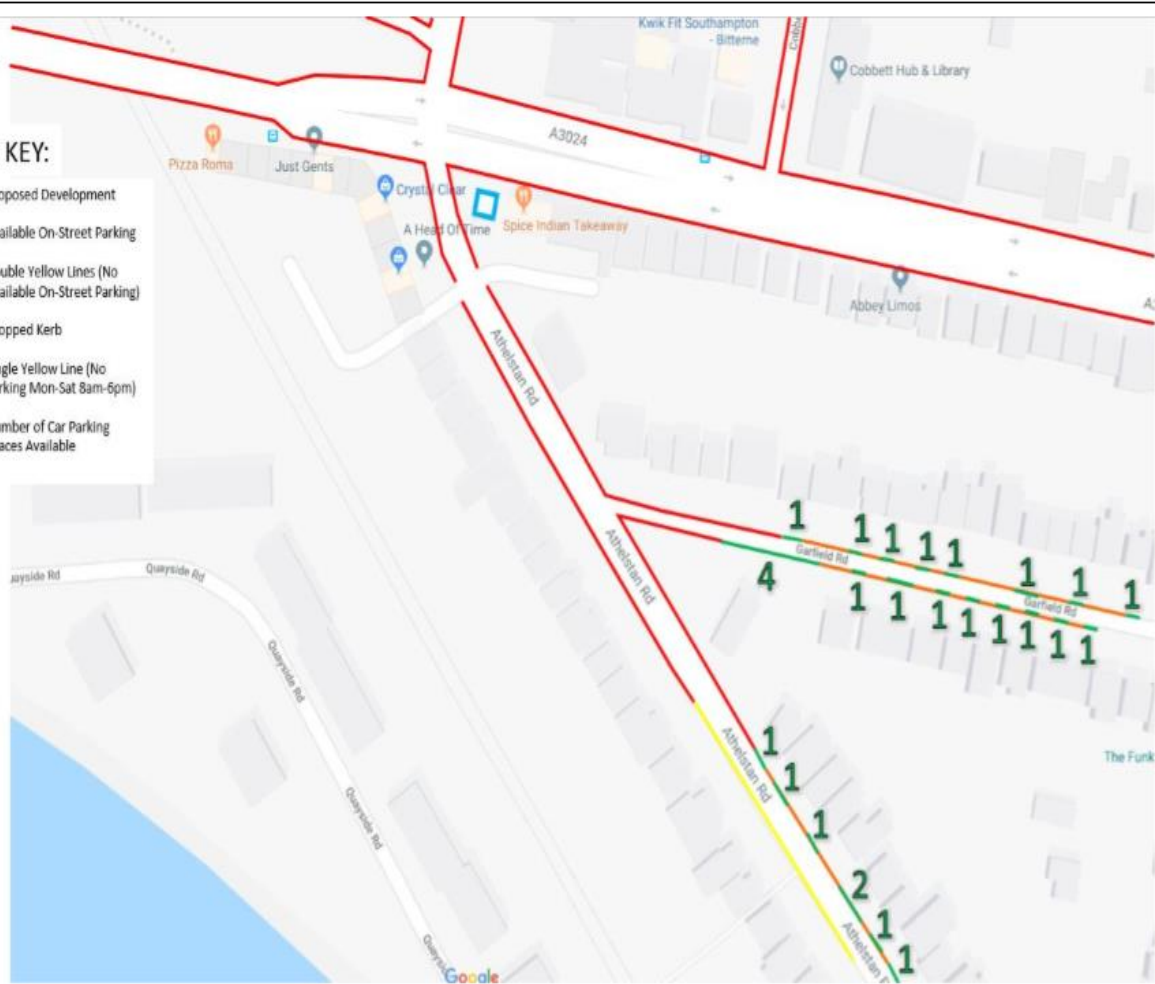 Kwik Fit Southampton
- Bitterne
Cobbett Hub & Library
A3024
KEY:
Pizza Roma
Just Gents
oposed Development
Crystal Clear
ailable On-Street Parking
A Head Of Time
Spice Indian Takeaway
uble Yellow Lines (No
ailable On-Street Parking)
Abbey Limos
opped Kerb
Athelstan Rd
gle Yellow Line (No
rking Mon-Sat 8am-6pm)
mber of Car Parking
aces Available
1
1
1
1
1
1
1
1
Garfield Rd
Garfield Rd
4
1
1
1
1
1
1
1
1
Athelstan Rd
ayside Rd
Quayside Rd
Quayside Rd
Athelstan Rd
1
1
1
2
1
1
The Funk
Quayside Rd
Athelstan R
Quaysi
Google